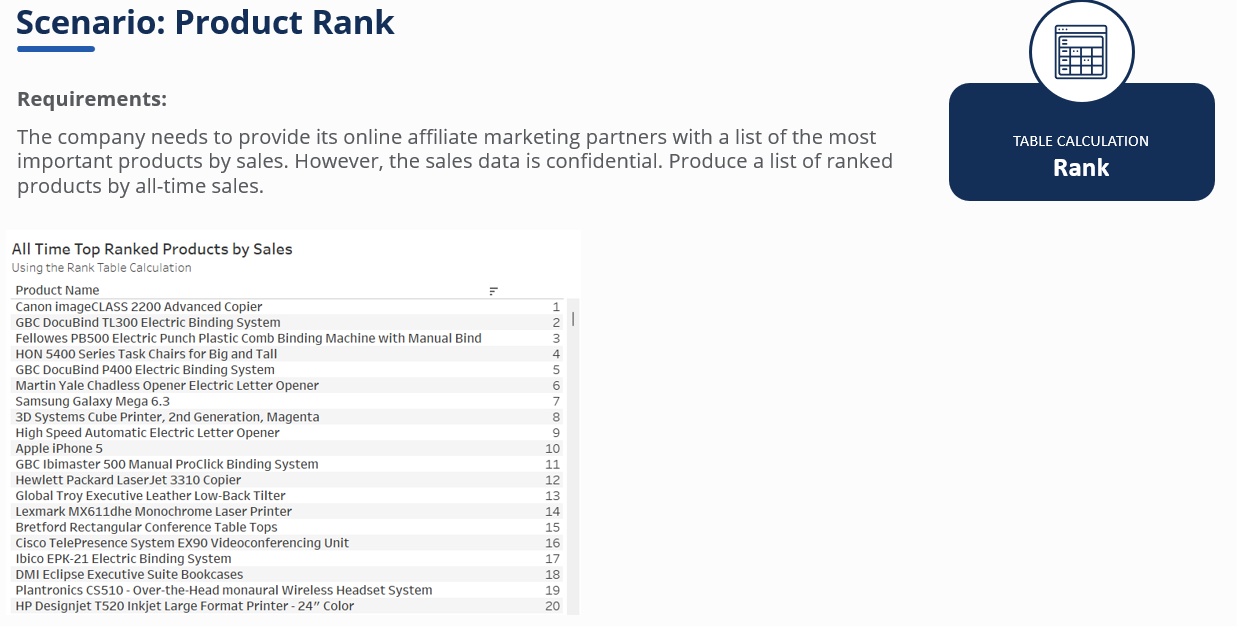 Scenario: Product Rank
Requirements:
The company needs to provide its online affiliate marketing partners with a list of the most
important products by sales. However, the sales data is confidential. Produce a list of ranked
products by all-time sales.
TABLE CALCULATION
Rank
All Time Top Ranked Products by Sales
Using the Rank Table Calculation
Product Name
Canon imageCLASS 2200 Advanced Copier 1
GBC DocuBind TL300 Electric Binding System 2
Fellowes PB500 Electric Punch Plastic Comb Binding Machine with Manual Bind 3
HON 5400 Series Task Chairs for Big and Tall 4
GBC DocuBind P400 Electric Binding System 5
Martin Yale Chadless Opener Electric Letter Opener 6
Samsung Galaxy Mega 6.3 7
3D Systems Cube Printer, 2nd Generation, Magenta 8
High Speed Automatic Electric Letter Opener 9
Apple iPhone 5 10
GBC Ibimaster 500 Manual ProClick Binding System 11
Hewlett Packard LaserJet 3310 Copier 12
Global Troy Executive Leather Low-Back Tilter 13
Lexmark MX611dhe Monochrome Laser Printer 14
Bretford Rectangular Conference Table Tops 15
Cisco TelePresence System EX90 Videoconferencing Unit 16
Ibico EPK-21 Electric Binding System 17
DMI Eclipse Executive Suite Bookcases 18
Plantronics CS510 - Over-the-Head monaural Wireless Headset System 19
HP Designjet T520 Inkjet Large Format Printer - 24" Color 20